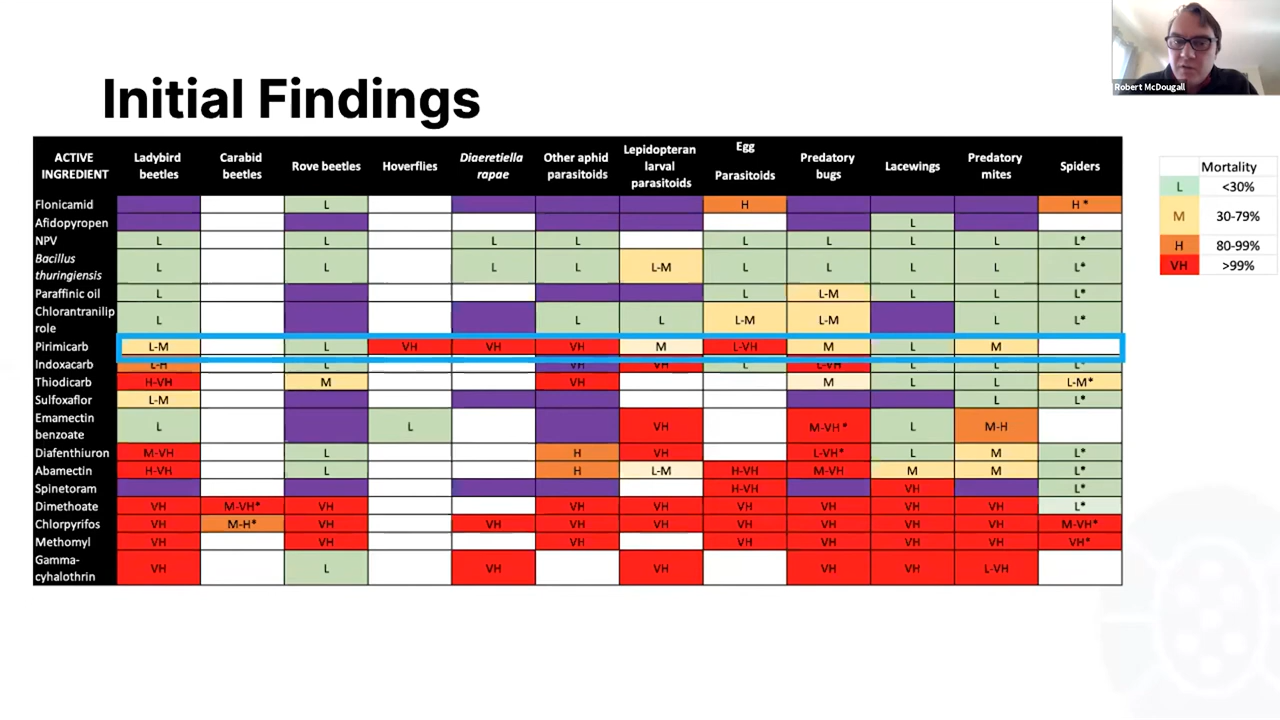 Robert McDougall
Initial Findings
ACTIVE INGREDIENT Ladybird beetles Carabid beetles Rove beetles Hoverflies Diaeretiella rapae Other aphid parasitoids Lepidopteran larval parasitoids Egg Parasitoids Predatory bugs Lacewings Predatory mites Spiders
Flonicamid L H H *
Afidopyropen L
NPV L L L L L L L L L*
Bacillus thuringiensis L L L L L-M L L L L L*
Paraffinic oil L L L-M L L L*
Chlorantraniliprole L L L L-M L-M L L*
Pirimicarb L-M L VH VH VH M L-VH M L M
Indoxacarb L-H L VH VH L L-VH L L L*
Thiodicarb H-VH M VH M L L L-M*
Sulfoxaflor L-M L L*
Emamectin benzoate L L VH M-VH * L M-H
Diafenthiuron M-VH L H VH L-VH* L M L*
Abamectin H-VH L H L-M H-VH M-VH M M L*
Spinetoram H-VH VH L*
Dimethoate VH M-VH* VH VH VH VH VH VH VH L*
Chlorpyrifos VH M-H* VH VH VH VH VH VH VH VH M-VH*
Methomyl VH VH VH VH VH VH VH VH VH*
Gamma-cyhalothrin VH L VH VH VH VH L-VH
Mortality
L <30%
M 30-79%
H 80-99%
VH >99%